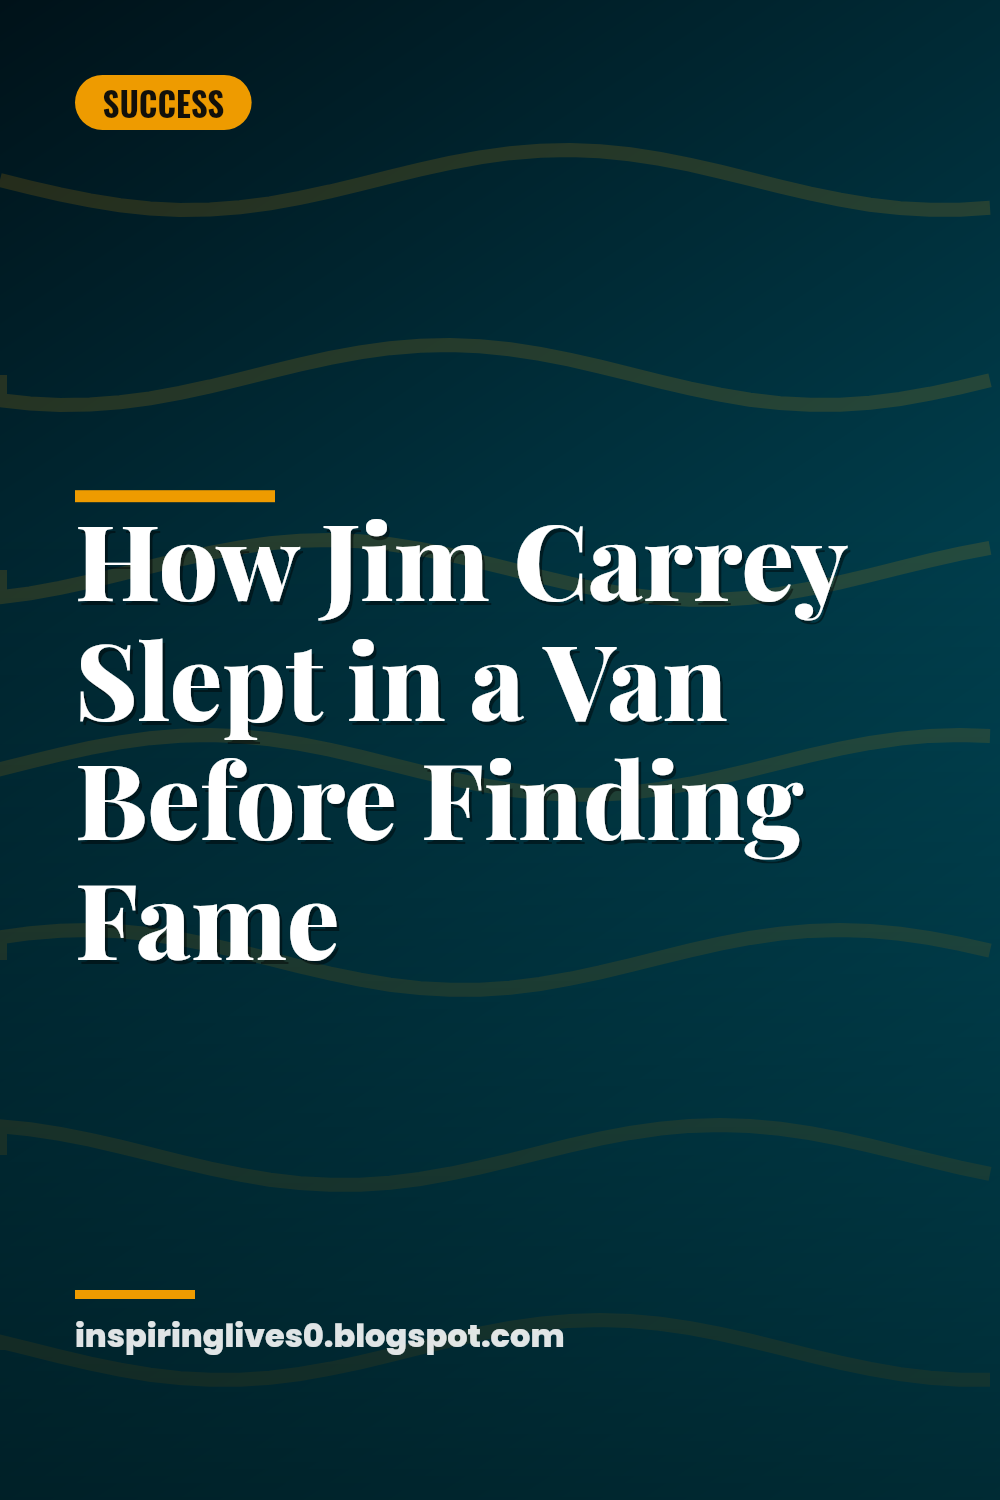 SUCCESS
How Jim Carrey
Slept in a Van
Before Finding
Fame
inspiringlives0.blogspot.com